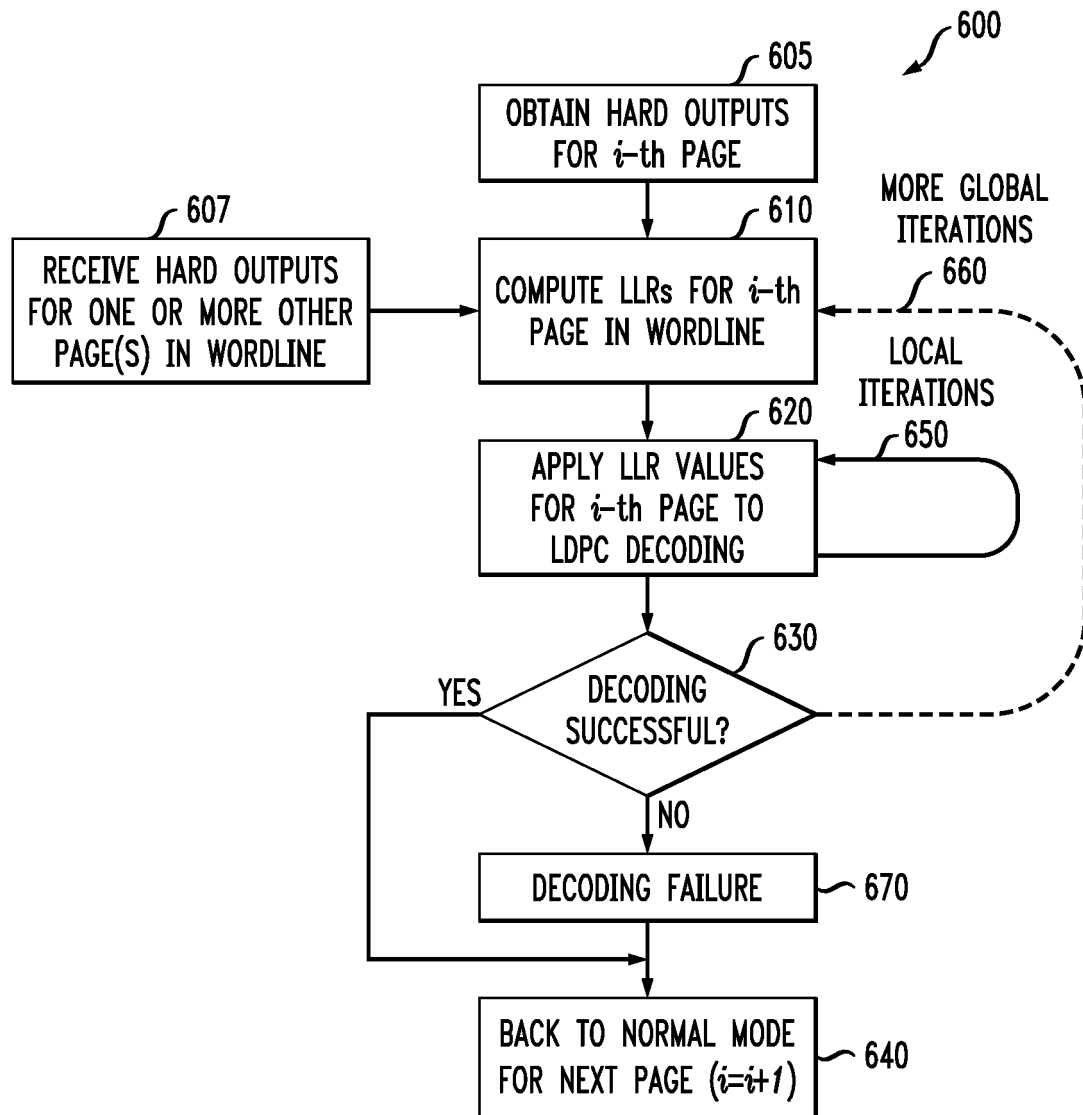 600
605
OBTAIN HARD OUTPUTS
FOR i-th PAGE
607
RECEIVE HARD OUTPUTS
FOR ONE OR MORE OTHER
PAGE(S) IN WORDLINE
610
COMPUTE LLRs FOR i-th
PAGE IN WORDLINE
MORE GLOBAL
ITERATIONS
660
LOCAL
ITERATIONS
650
620
APPLY LLR VALUES
FOR i-th PAGE TO
LDPC DECODING
630
DECODING
SUCCESSFUL?
YES
NO
DECODING FAILURE
670
BACK TO NORMAL MODE
FOR NEXT PAGE (i=i+1)
640